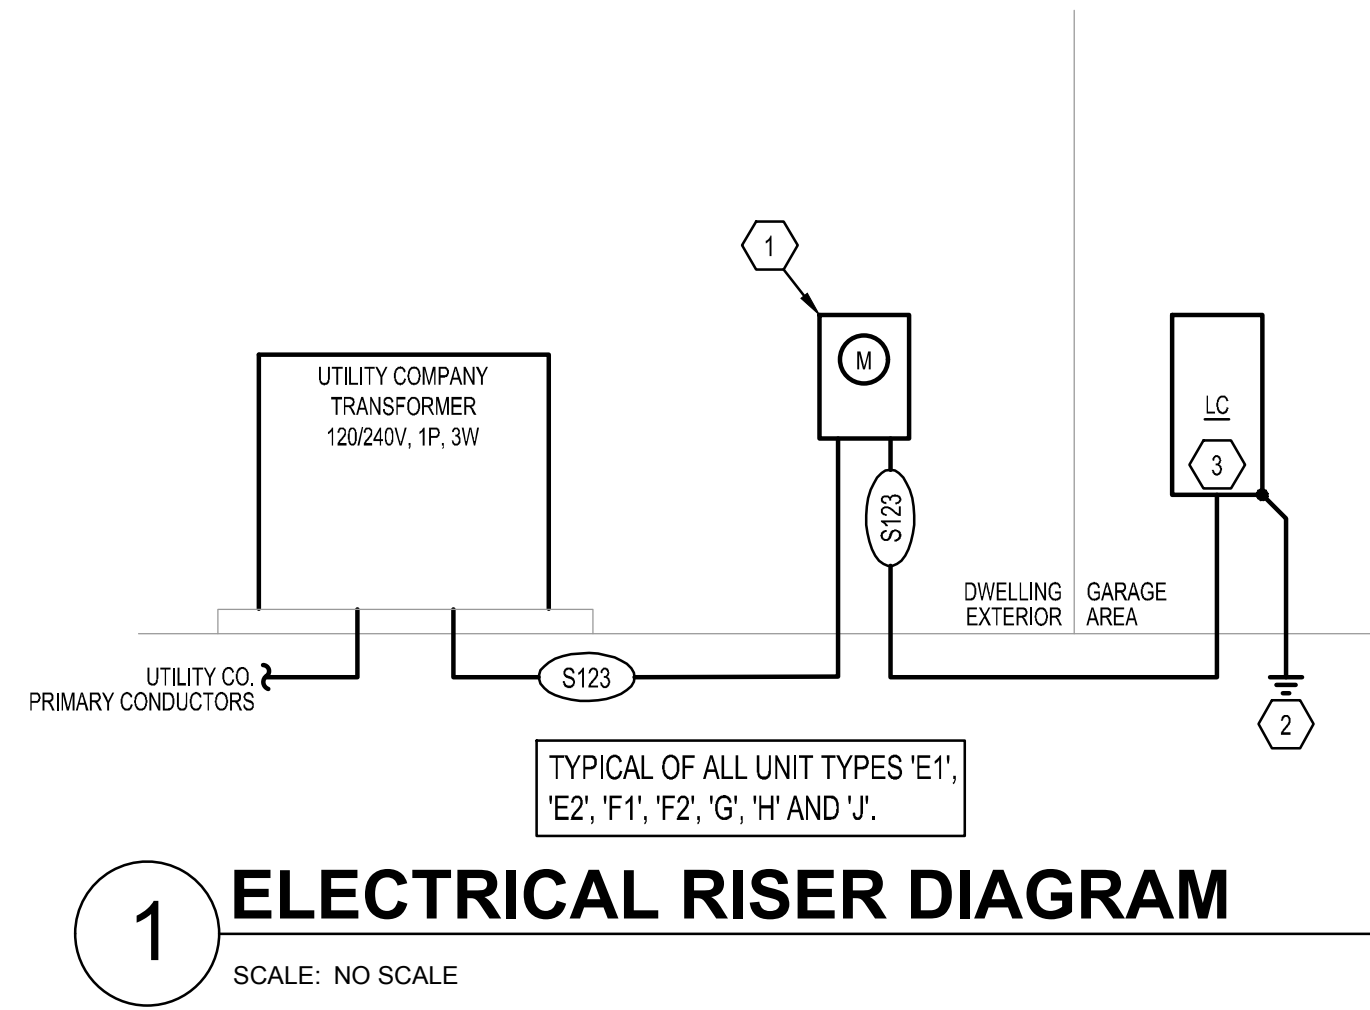 1
M
UTILITY COMPANY
TRANSFORMER
120/240V, 1P, 3W
LC
3
S123
DWELLING
EXTERIOR
GARAGE
AREA
UTILITY CO.
PRIMARY CONDUCTORS
S123
2
TYPICAL OF ALL UNIT TYPES 'E1',
'E2', 'F1', 'F2', 'G', 'H' AND 'J'.
1
ELECTRICAL RISER DIAGRAM
SCALE: NO SCALE